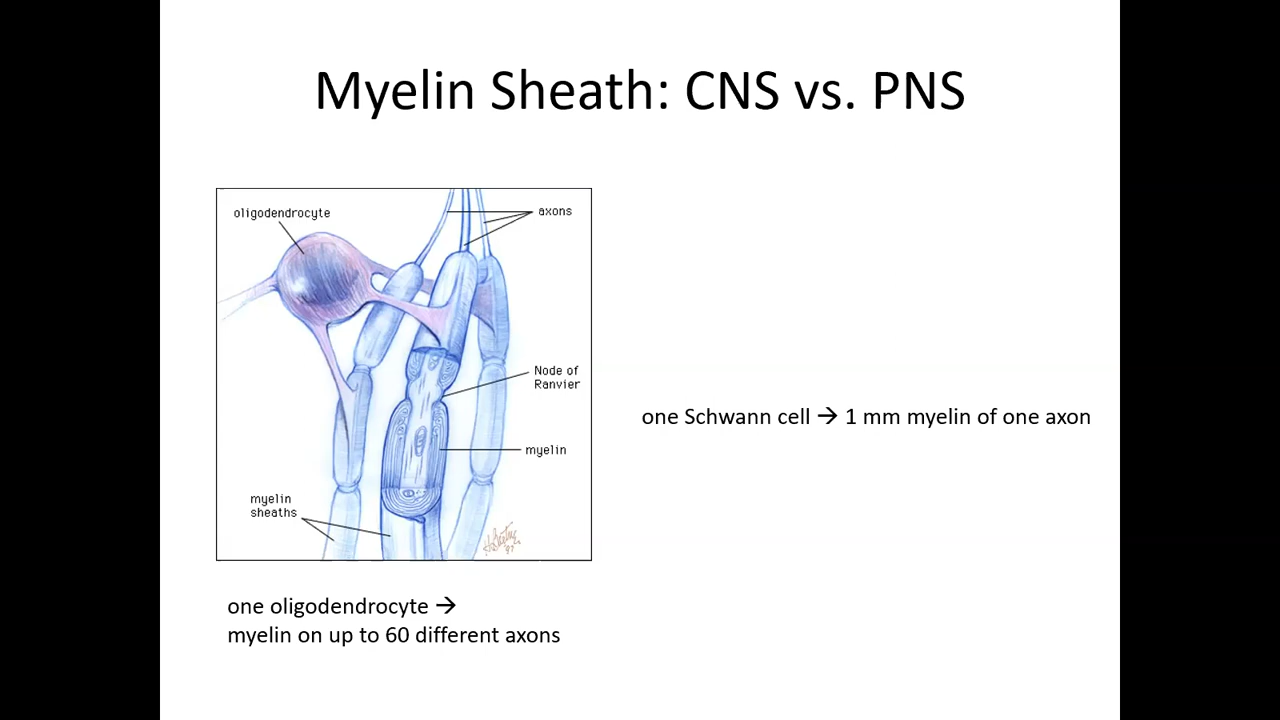 Myelin Sheath: CNS vs. PNS
oligodendrocyte
axons
Node of
Ranvier
myelin
myelin
sheaths
one Schwann cell → 1 mm myelin of one axon
one oligodendrocyte →
myelin on up to 60 different axons